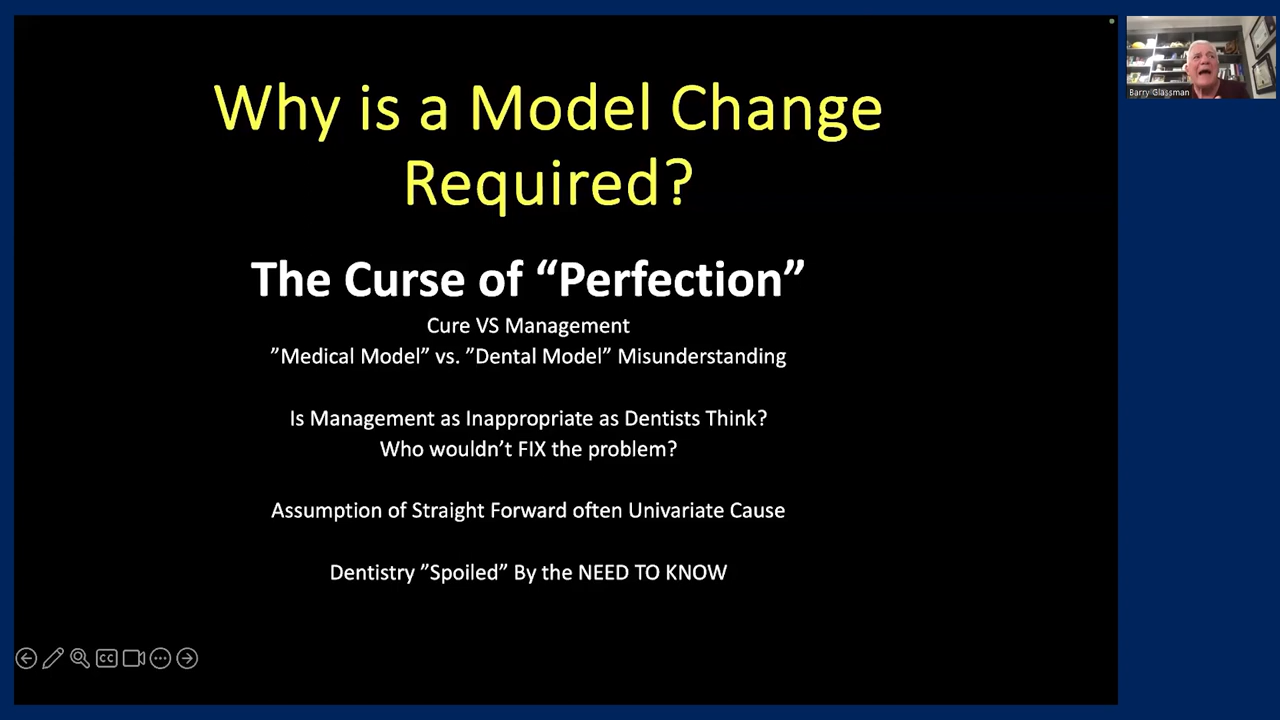 Why is a Model Change
Required?
The Curse of “Perfection”
Cure VS Management
”Medical Model” vs. ”Dental Model” Misunderstanding
Is Management as Inappropriate as Dentists Think?
Who wouldn’t FIX the problem?
Assumption of Straight Forward often Univariate Cause
Dentistry ”Spoiled” By the NEED TO KNOW
CC
Barry Glassman